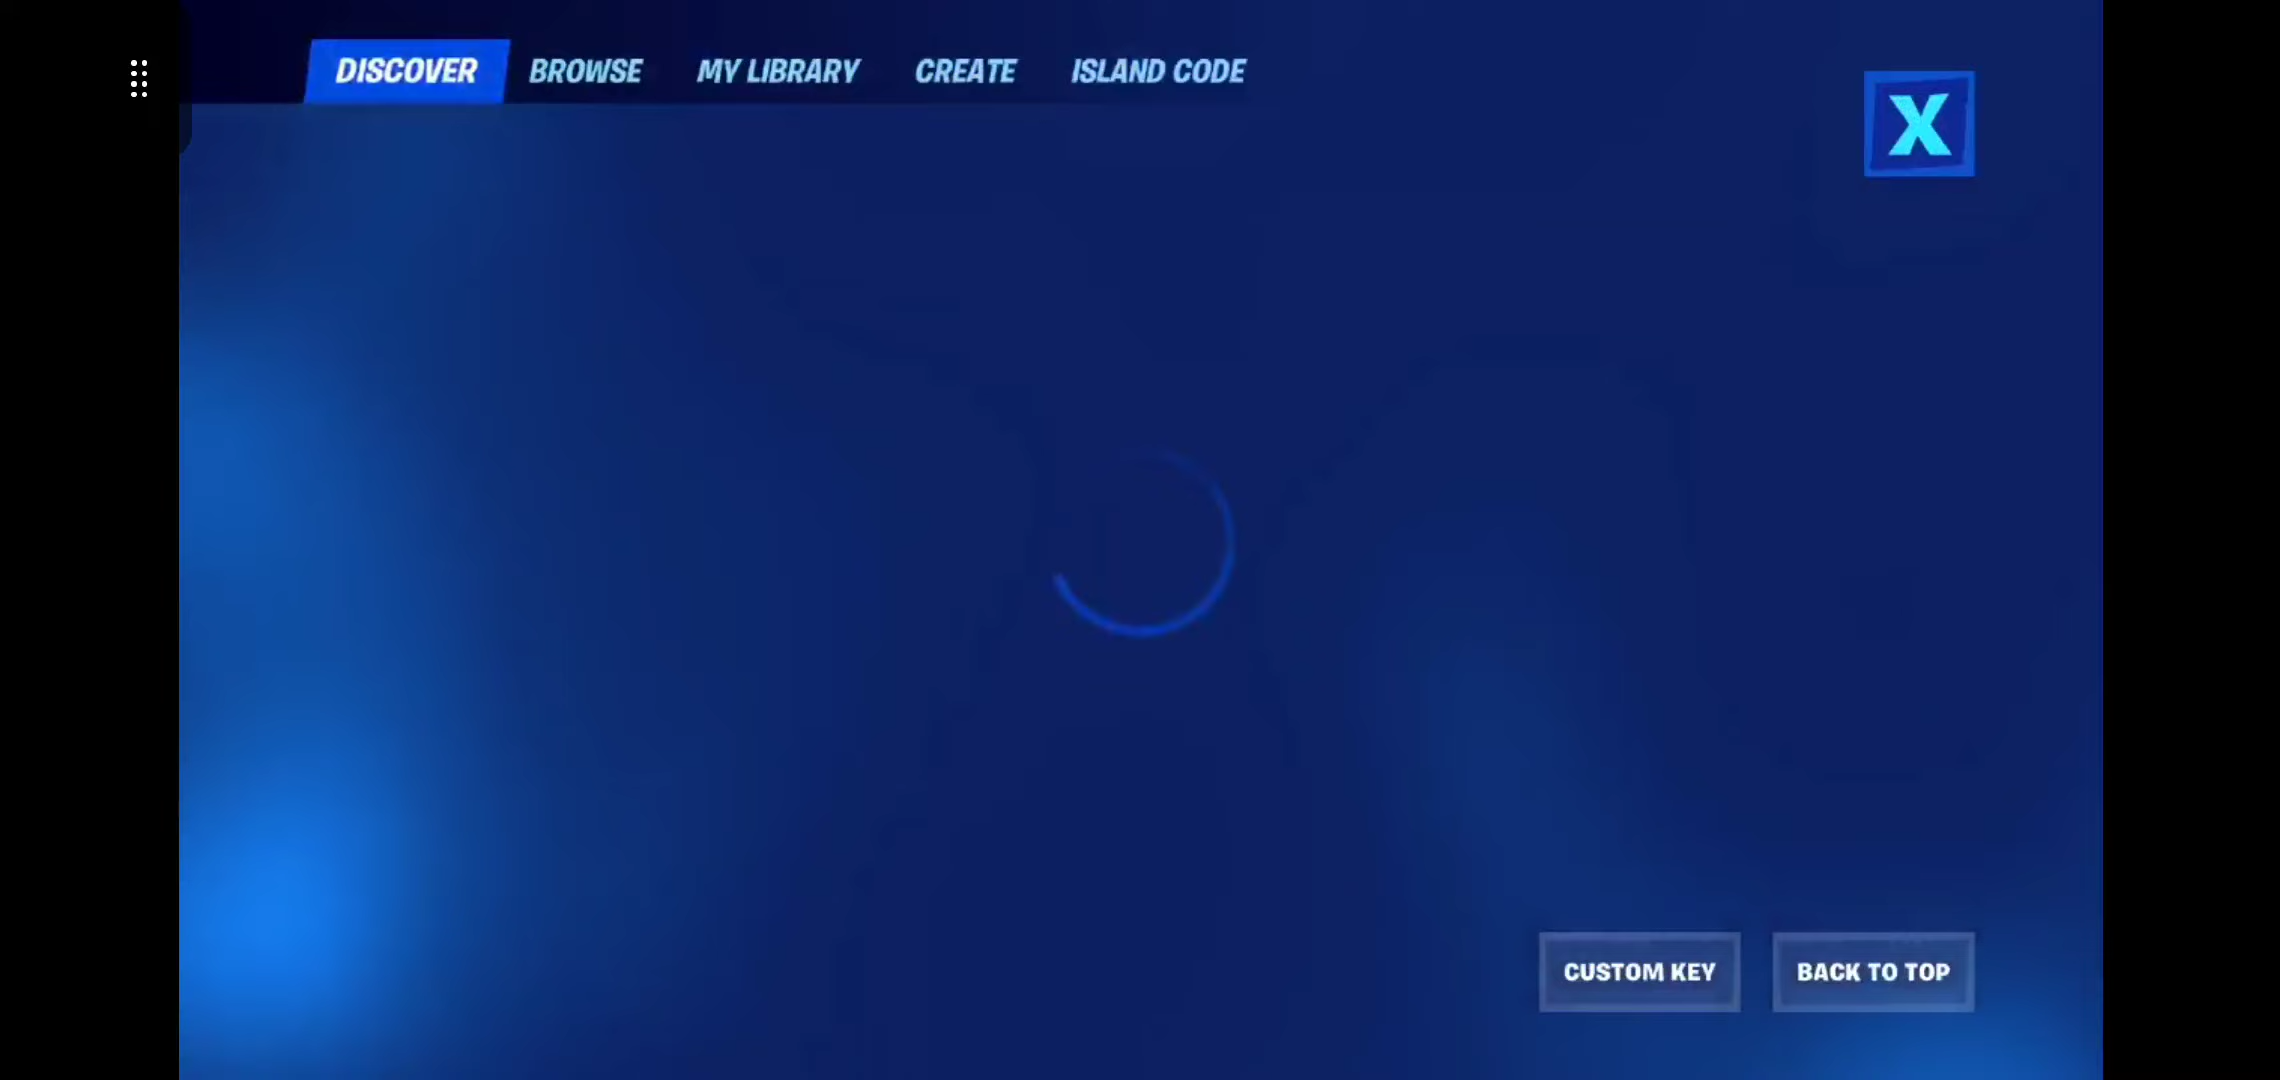 DISCOVER BROWSE MY LIBRARY CREATE ISLAND CODE
X
CUSTOM KEY BACK TO TOP